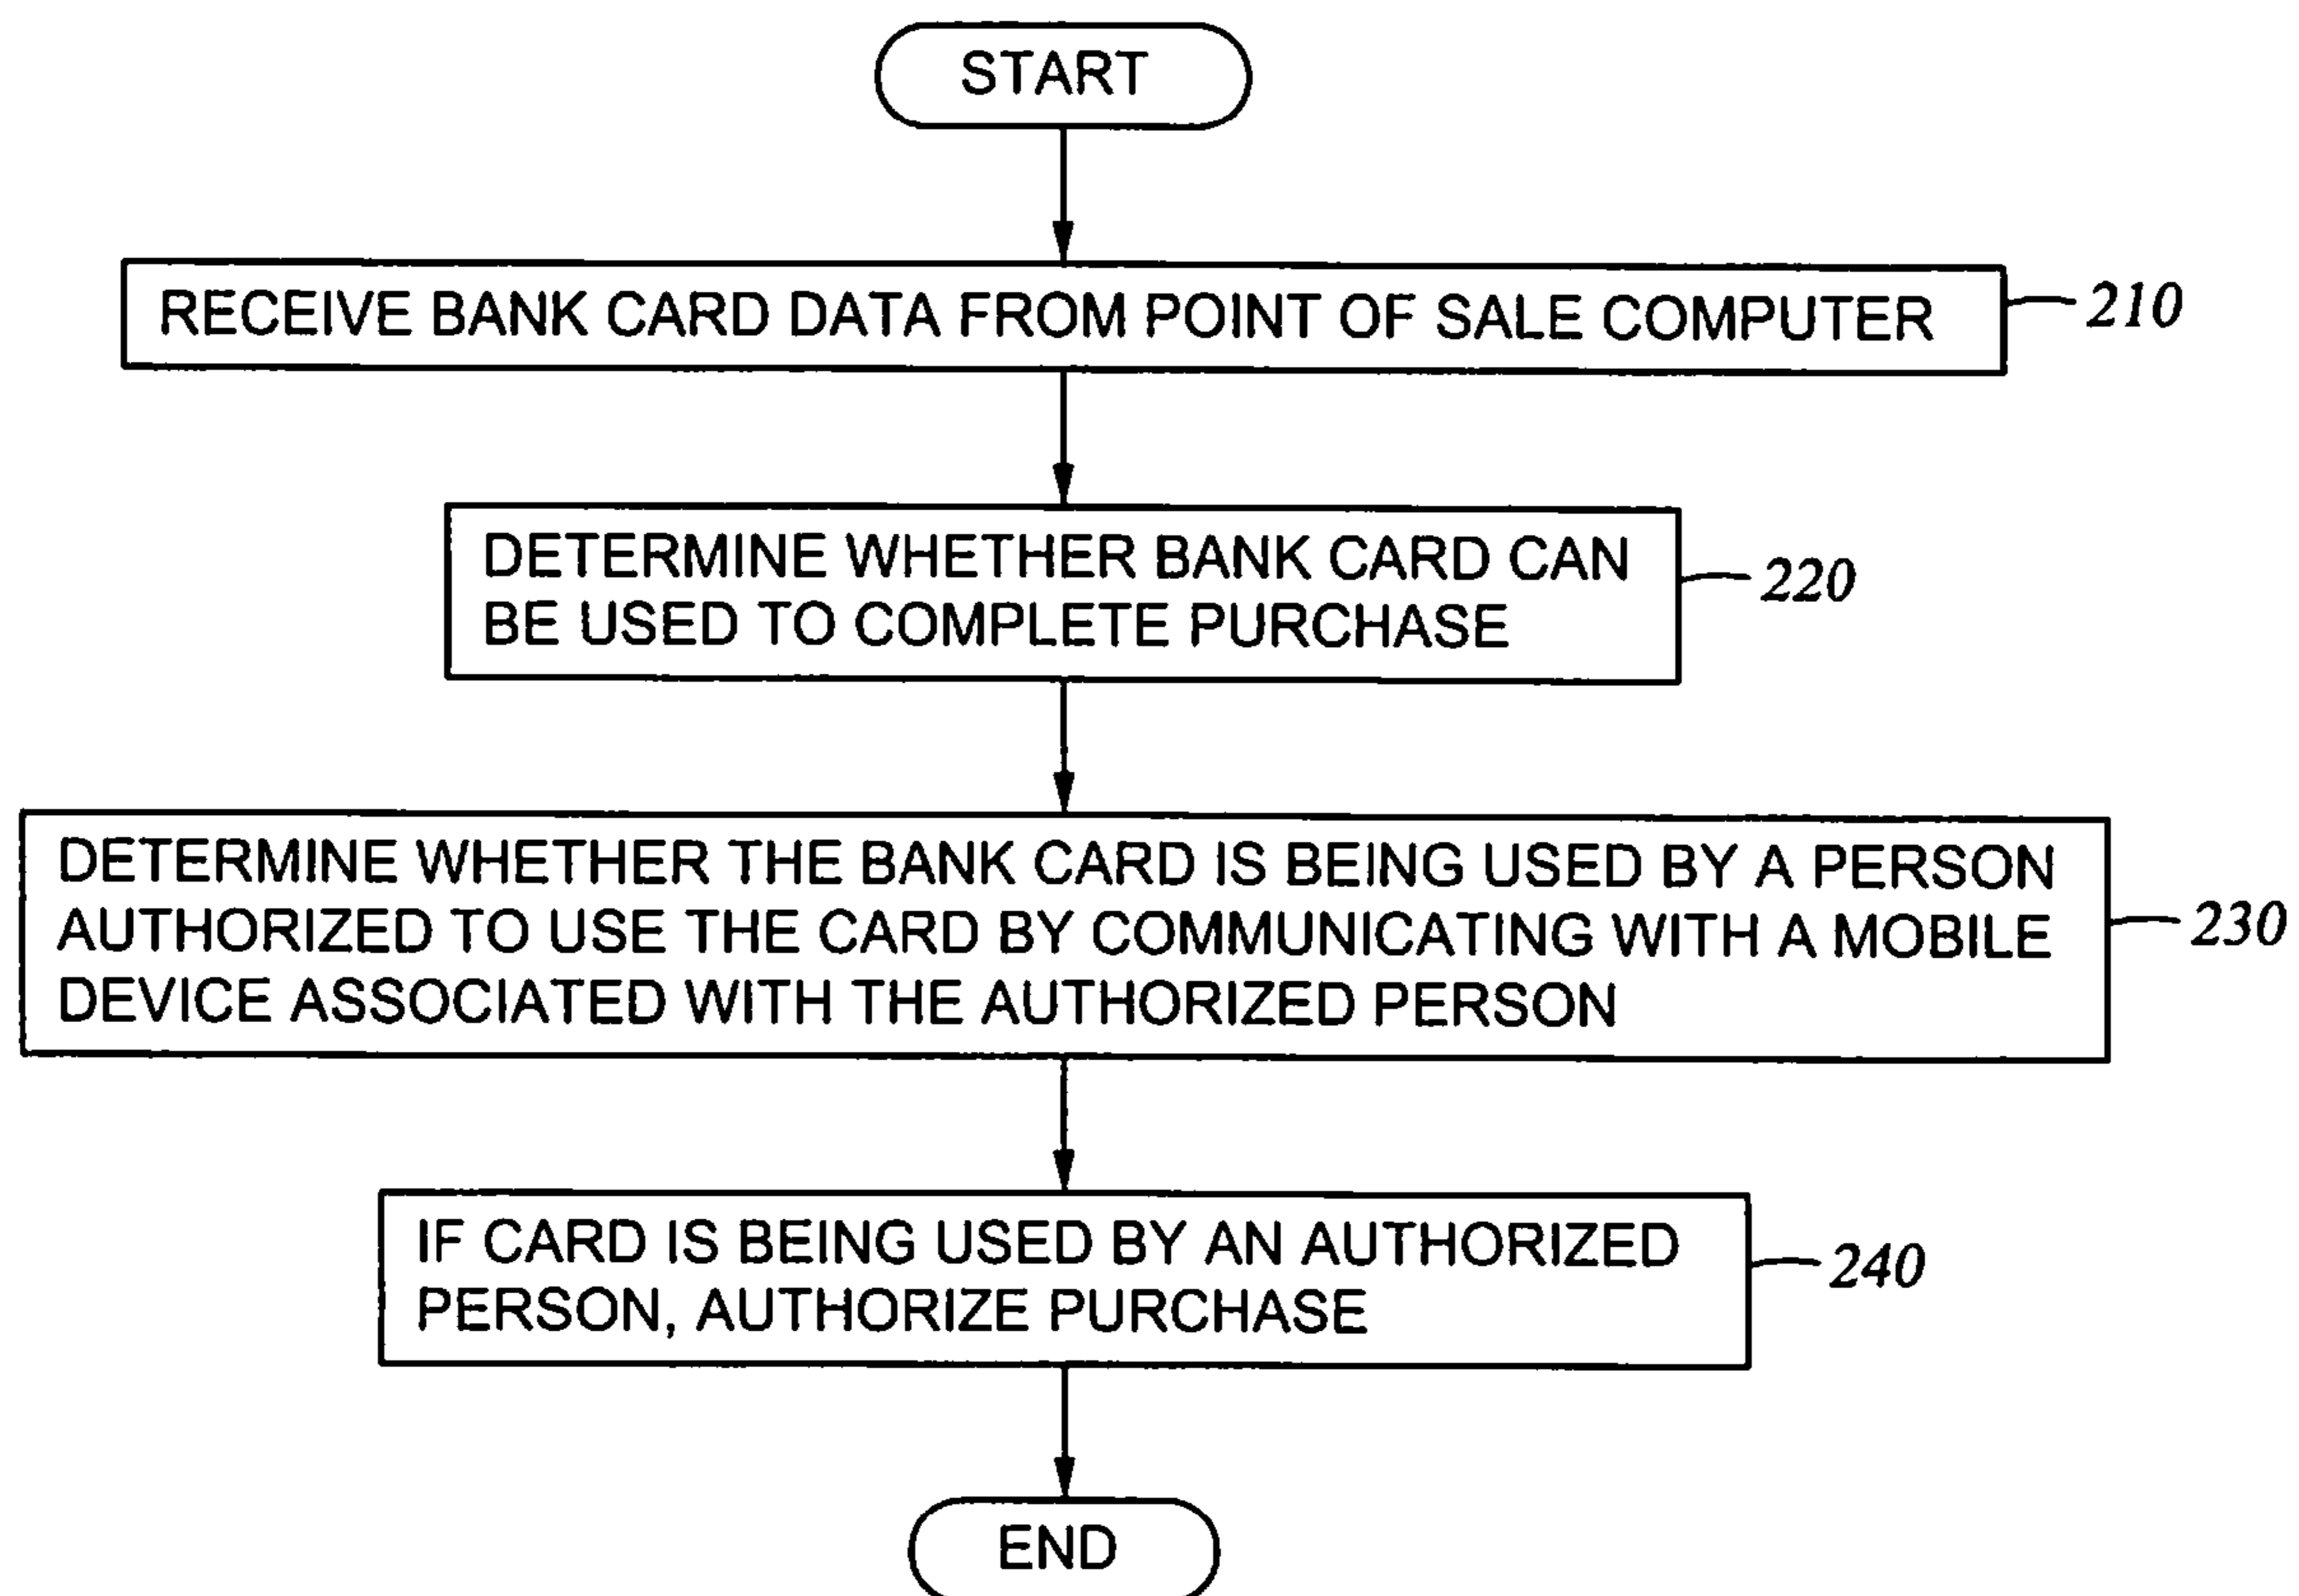 START
RECEIVE BANK CARD DATA FROM POINT OF SALE COMPUTER
210
DETERMINE WHETHER BANK CARD CAN
BE USED TO COMPLETE PURCHASE
220
DETERMINE WHETHER THE BANK CARD IS BEING USED BY A PERSON
AUTHORIZED TO USE THE CARD BY COMMUNICATING WITH A MOBILE
DEVICE ASSOCIATED WITH THE AUTHORIZED PERSON
230
IF CARD IS BEING USED BY AN AUTHORIZED
PERSON, AUTHORIZE PURCHASE
240
END